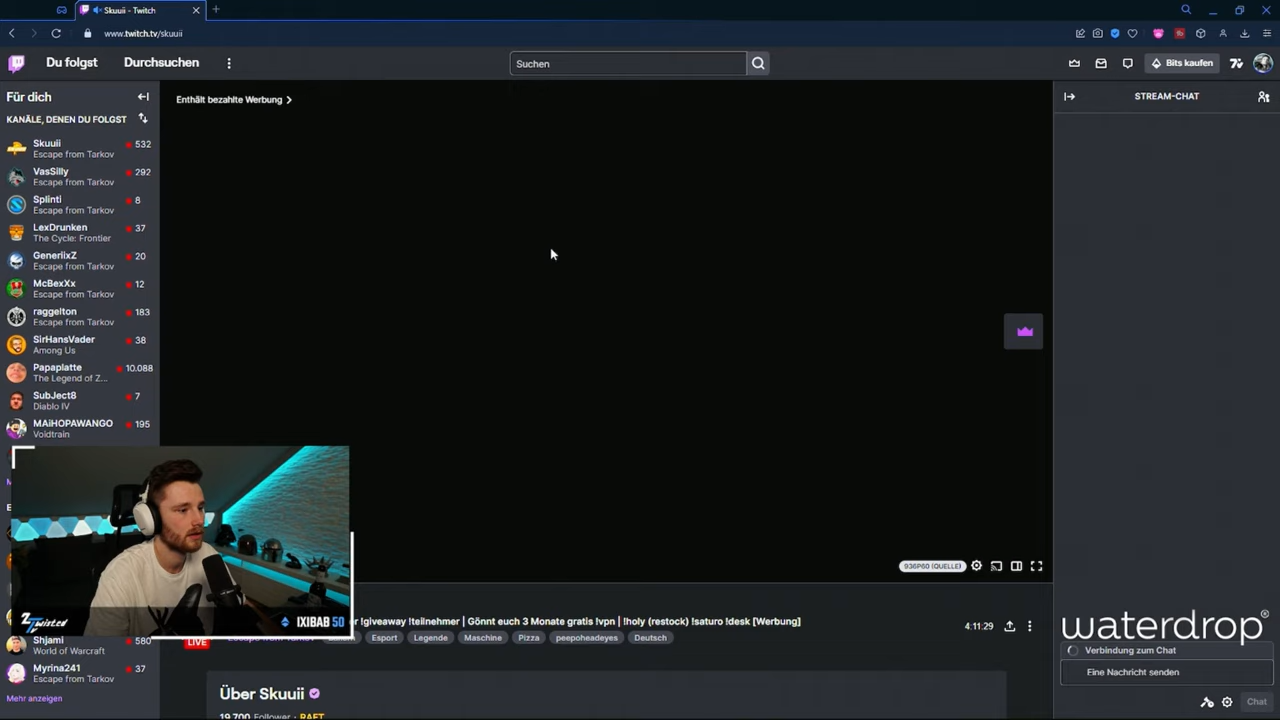 Skuuii - Twitch
www.twitch.tv/skuuii
Du folgst
Durchsuchen
Suchen
Bits kaufen
Für dich
KANÄLE, DENEN DU FOLGST
Skuuii
532
Escape from Tarkov
VasSilly
292
Escape from Tarkov
Splinti
8
Escape from Tarkov
LexDrunken
37
The Cycle: Frontier
GeneriixZ
20
Escape from Tarkov
McBexXx
12
Escape from Tarkov
raggelton
183
Escape from Tarkov
SirHansVader
38
Among Us
Papaplatte
10.088
The Legend of Z...
SubJect8
7
Diablo IV
MAiHOPAWANGO
195
Voidtrain
Shjami
580
World of Warcraft
Myrina241
37
Escape from Tarkov
Mehr anzeigen
Enthält bezahlte Werbung
936P60 (QUELLE)
2Twisted
IXIBAB 50
LIVE
!giveaway !teilnehmer | Gönnt euch 3 Monate gratis !vpn | !holy (restock) !saturo !desk [Werbung]
Esport
Legende
Maschine
Pizza
peepoheadeyes
Deutsch
4:11:29
Über Skuuii
19.700 Follower · RAFT
STREAM-CHAT
waterdrop®
Verbindung zum Chat
Eine Nachricht senden
Chat